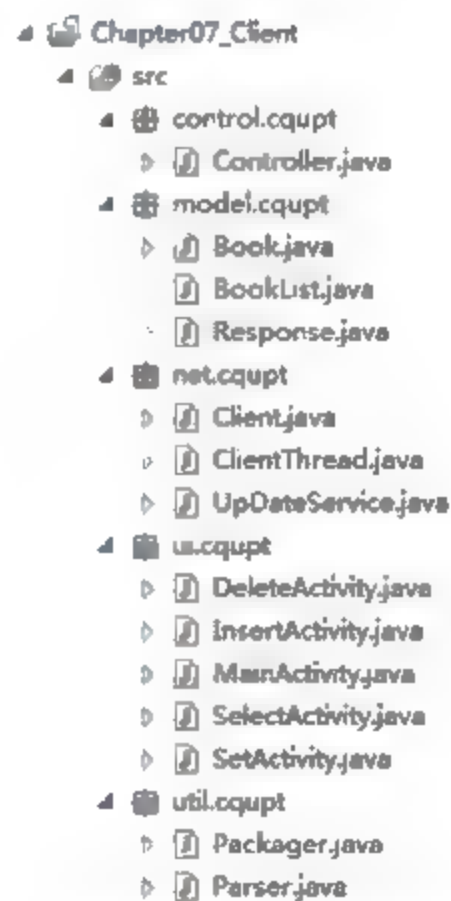 Chapter07_Client
src
control.cqupt
Controller.java
model.cqupt
Book.java
BookList.java
Response.java
net.cqupt
Client.java
ClientThread.java
UpDateService.java
ui.cqupt
DeleteActivity.java
InsertActivity.java
MainActivity.java
SelectActivity.java
SetActivity.java
util.cqupt
Packager.java
Parser.java